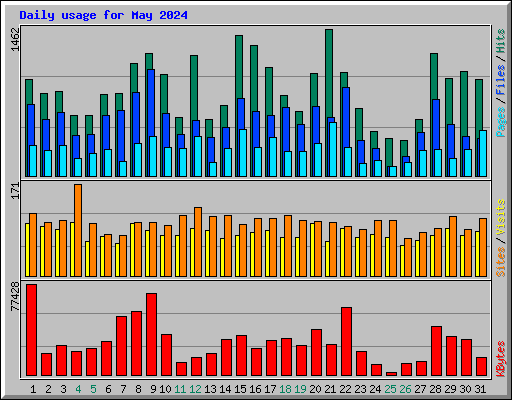 Daily usage for May 2024
1462
Pages / Files / Hits
171
Sites / Visits
77428
KBytes
1 2 3 4 5 6 7 8 9 10 11 12 13 14 15 16 17 18 19 20 21 22 23 24 25 26 27 28 29 30 31